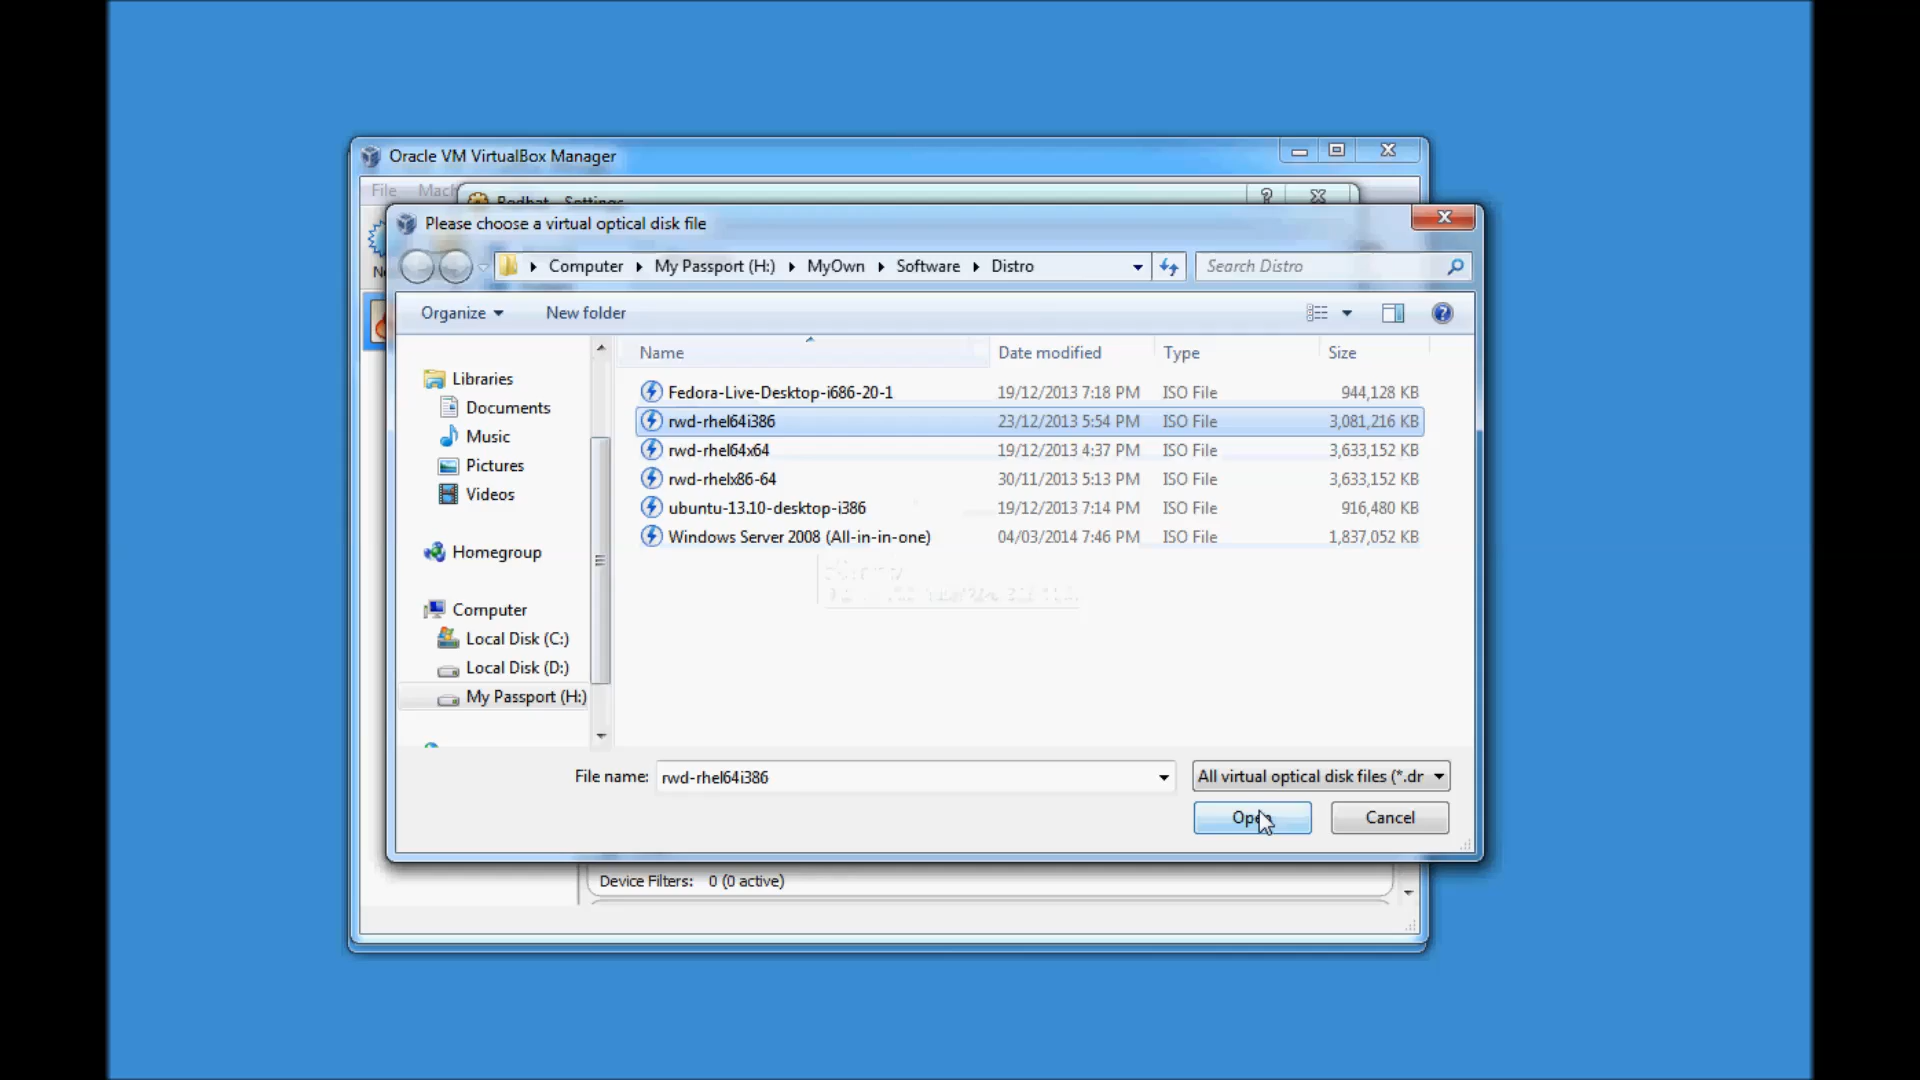 Oracle VM VirtualBox Manager
File Mach
Redhat - Settings
Please choose a virtual optical disk file
Computer My Passport (H:) MyOwn Software Distro
Search Distro
Organize New folder
Name Date modified Type Size
Libraries
Documents
Music
Pictures
Videos
Homegroup
Computer
Local Disk (C:)
Local Disk (D:)
My Passport (H:)
Fedora-Live-Desktop-i686-20-1 19/12/2013 7:18 PM ISO File 944,128 KB
rwd-rhel64i386 23/12/2013 5:54 PM ISO File 3,081,216 KB
rwd-rhel64x64 19/12/2013 4:37 PM ISO File 3,633,152 KB
rwd-rhelx86-64 30/11/2013 5:13 PM ISO File 3,633,152 KB
ubuntu-13.10-desktop-i386 19/12/2013 7:14 PM ISO File 916,480 KB
Windows Server 2008 (All-in-in-one) 04/03/2014 7:46 PM ISO File 1,837,052 KB
File name: rwd-rhel64i386
All virtual optical disk files (*.dr
Open
Cancel
Device Filters: 0 (0 active)